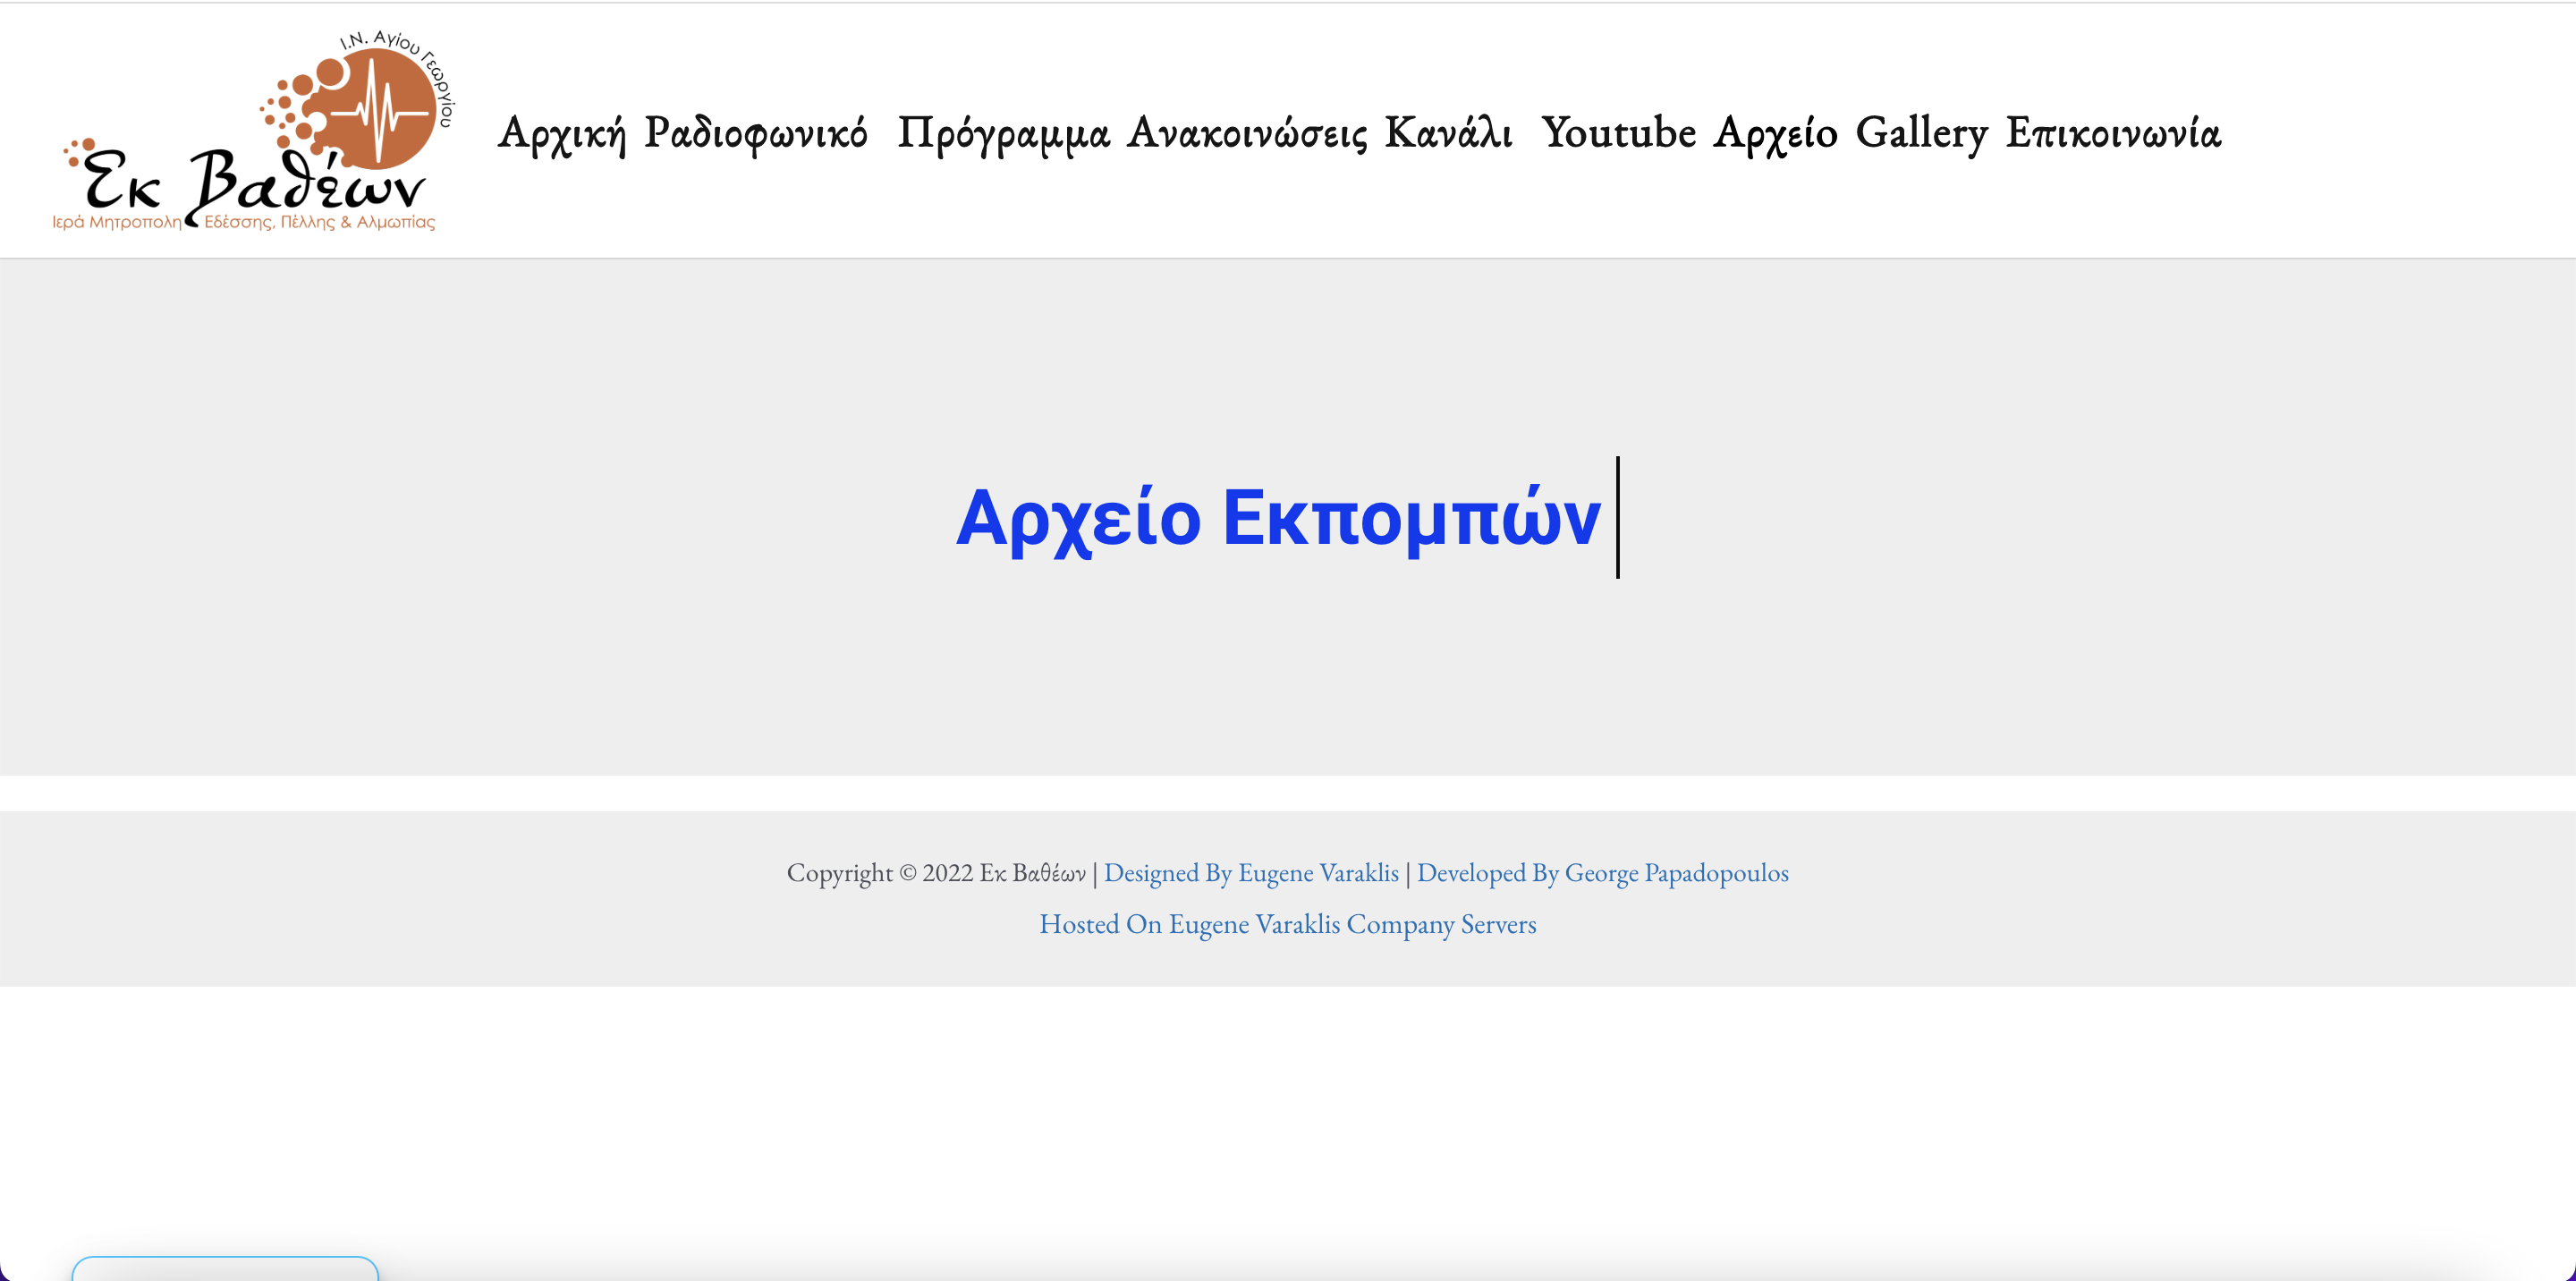 Ι.Ν. Αγίου Γεωργίου
Εκ Βαθέων
Ιερά Μητροπολη Εδέσσης, Πέλλης & Αλμωπίας
Αρχική Ραδιοφωνικό Πρόγραμμα Ανακοινώσεις Κανάλι Youtube Αρχείο Gallery Επικοινωνία
Αρχείο Εκπομπών
Copyright © 2022 Εκ Βαθέων | Designed By Eugene Varaklis | Developed By George Papadopoulos
Hosted On Eugene Varaklis Company Servers